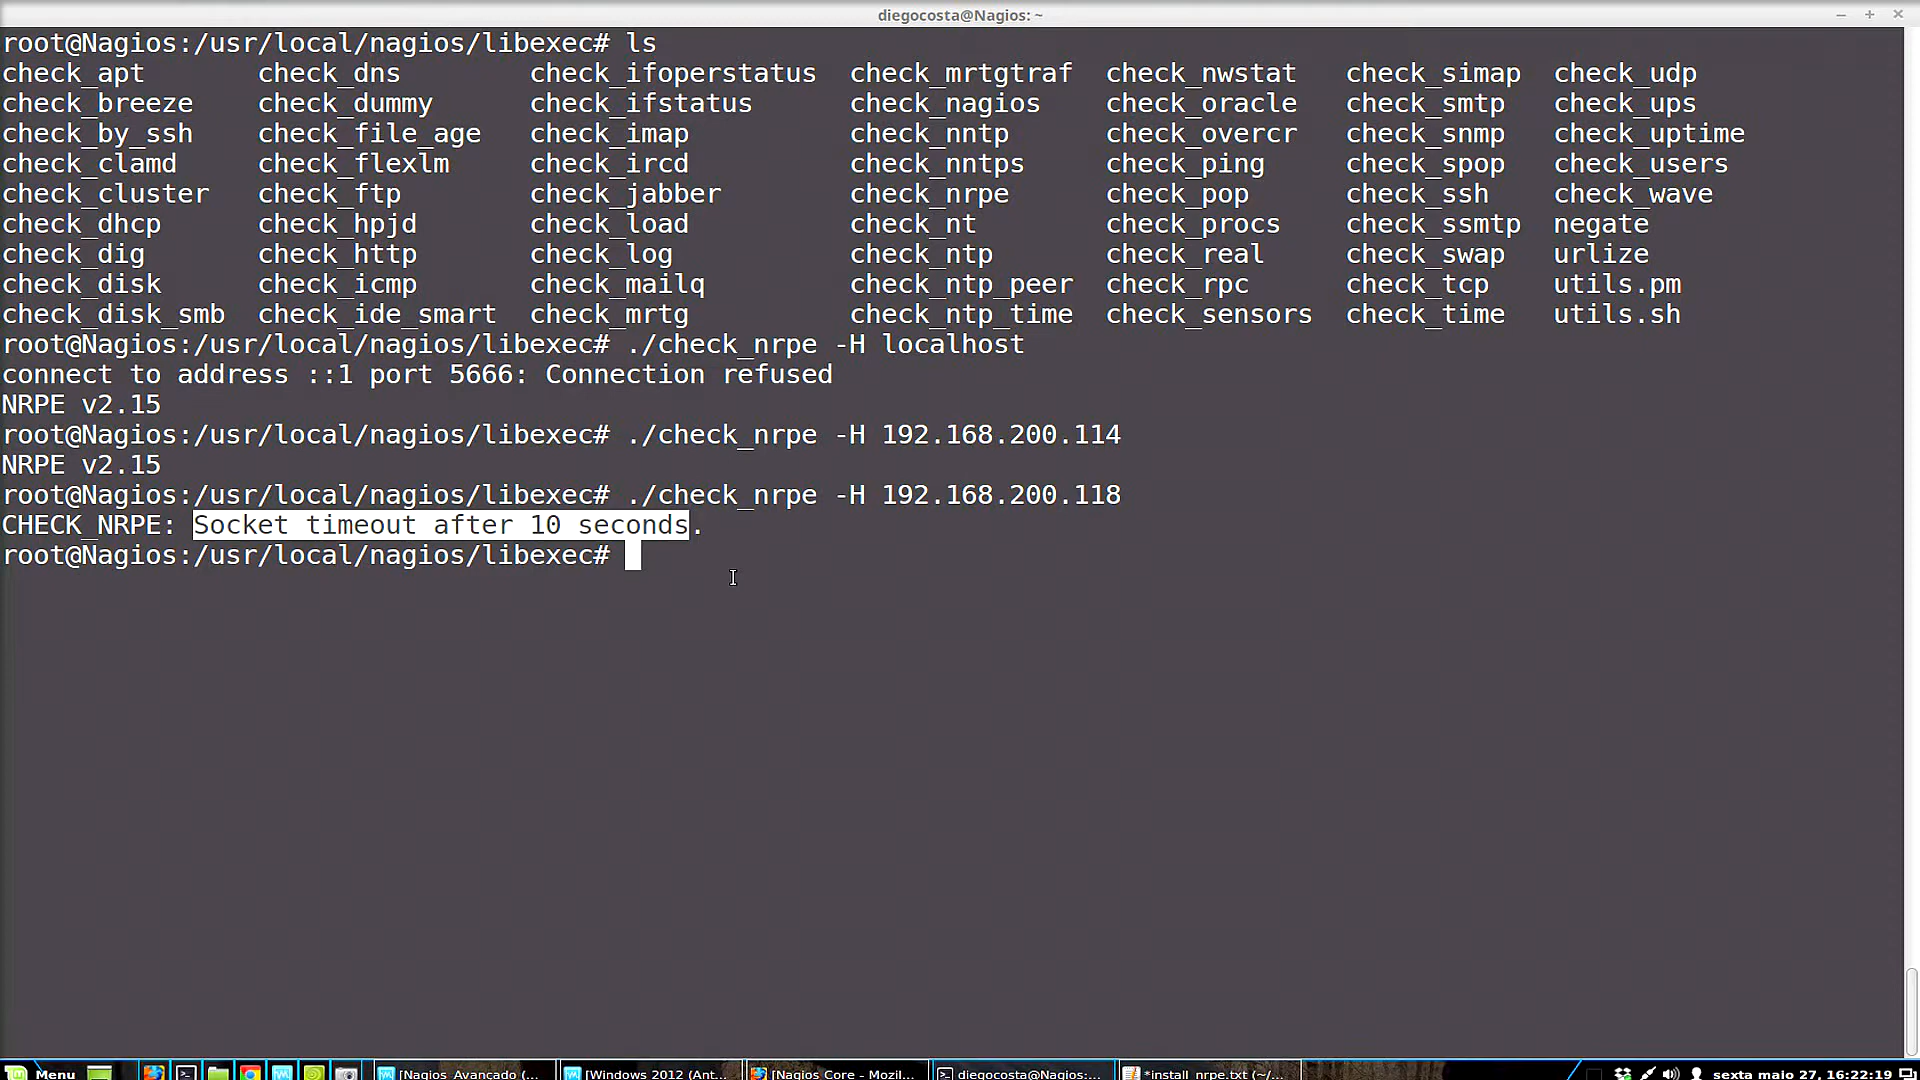 diegocosta@Nagios: ~
root@Nagios:/usr/local/nagios/libexec# ls
check_apt check_dns check_ifoperstatus check_mrtgtraf check_nwstat check_simap check_udp
check_breeze check_dummy check_ifstatus check_nagios check_oracle check_smtp check_ups
check_by_ssh check_file_age check_imap check_nntp check_overcr check_snmp check_uptime
check_clamd check_flexlm check_ircd check_nntps check_ping check_spop check_users
check_cluster check_ftp check_jabber check_nrpe check_pop check_ssh check_wave
check_dhcp check_hpjd check_load check_nt check_procs check_ssmtp negate
check_dig check_http check_log check_ntp check_real check_swap urlize
check_disk check_icmp check_mailq check_ntp_peer check_rpc check_tcp utils.pm
check_disk_smb check_ide_smart check_mrtg check_ntp_time check_sensors check_time utils.sh
root@Nagios:/usr/local/nagios/libexec# ./check_nrpe -H localhost
connect to address ::1 port 5666: Connection refused
NRPE v2.15
root@Nagios:/usr/local/nagios/libexec# ./check_nrpe -H 192.168.200.114
NRPE v2.15
root@Nagios:/usr/local/nagios/libexec# ./check_nrpe -H 192.168.200.118
CHECK_NRPE: Socket timeout after 10 seconds.
root@Nagios:/usr/local/nagios/libexec#
Menu [Nagios_Avançado (... [Windows 2012 (Ant... [Nagios Core - Mozil... diegocosta@Nagios:... *install_nrpe.txt (~/... sexta maio 27, 16:22:19